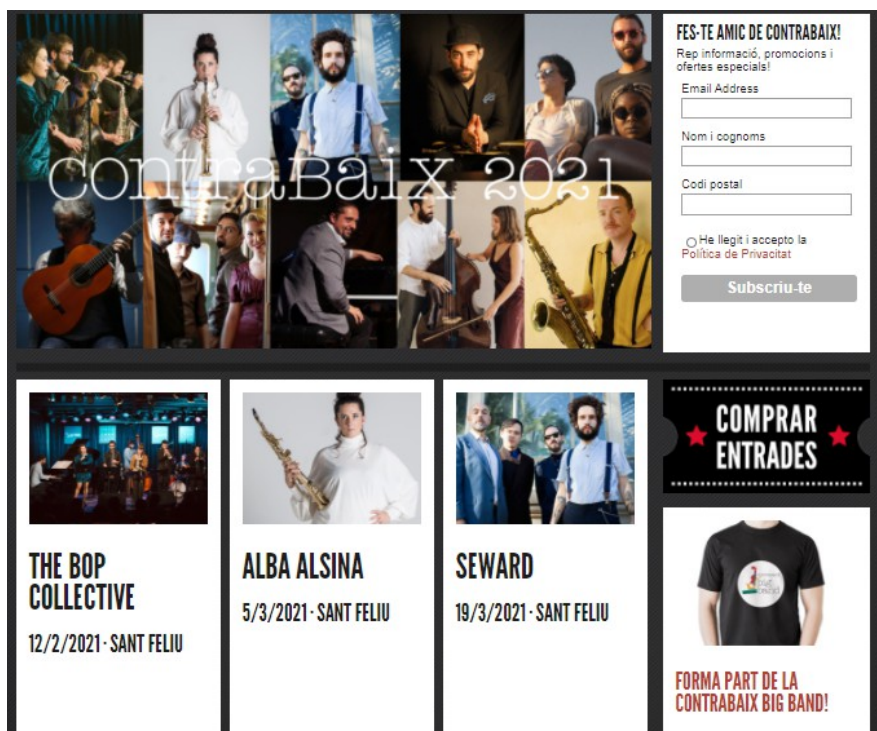 contraBaix 2021
FES-TE AMIC DE CONTRABAIX!
Rep informació, promocions i
ofertes especials!
Email Address
Nom i cognoms
Codi postal
He llegit i accepto la
Política de Privacitat
Subscriu-te
THE BOP
COLLECTIVE
12/2/2021 · SANT FELIU
ALBA ALSINA
5/3/2021 · SANT FELIU
SEWARD
19/3/2021 · SANT FELIU
COMPRAR
ENTRADES
FORMA PART DE LA
CONTRABAIX BIG BAND!